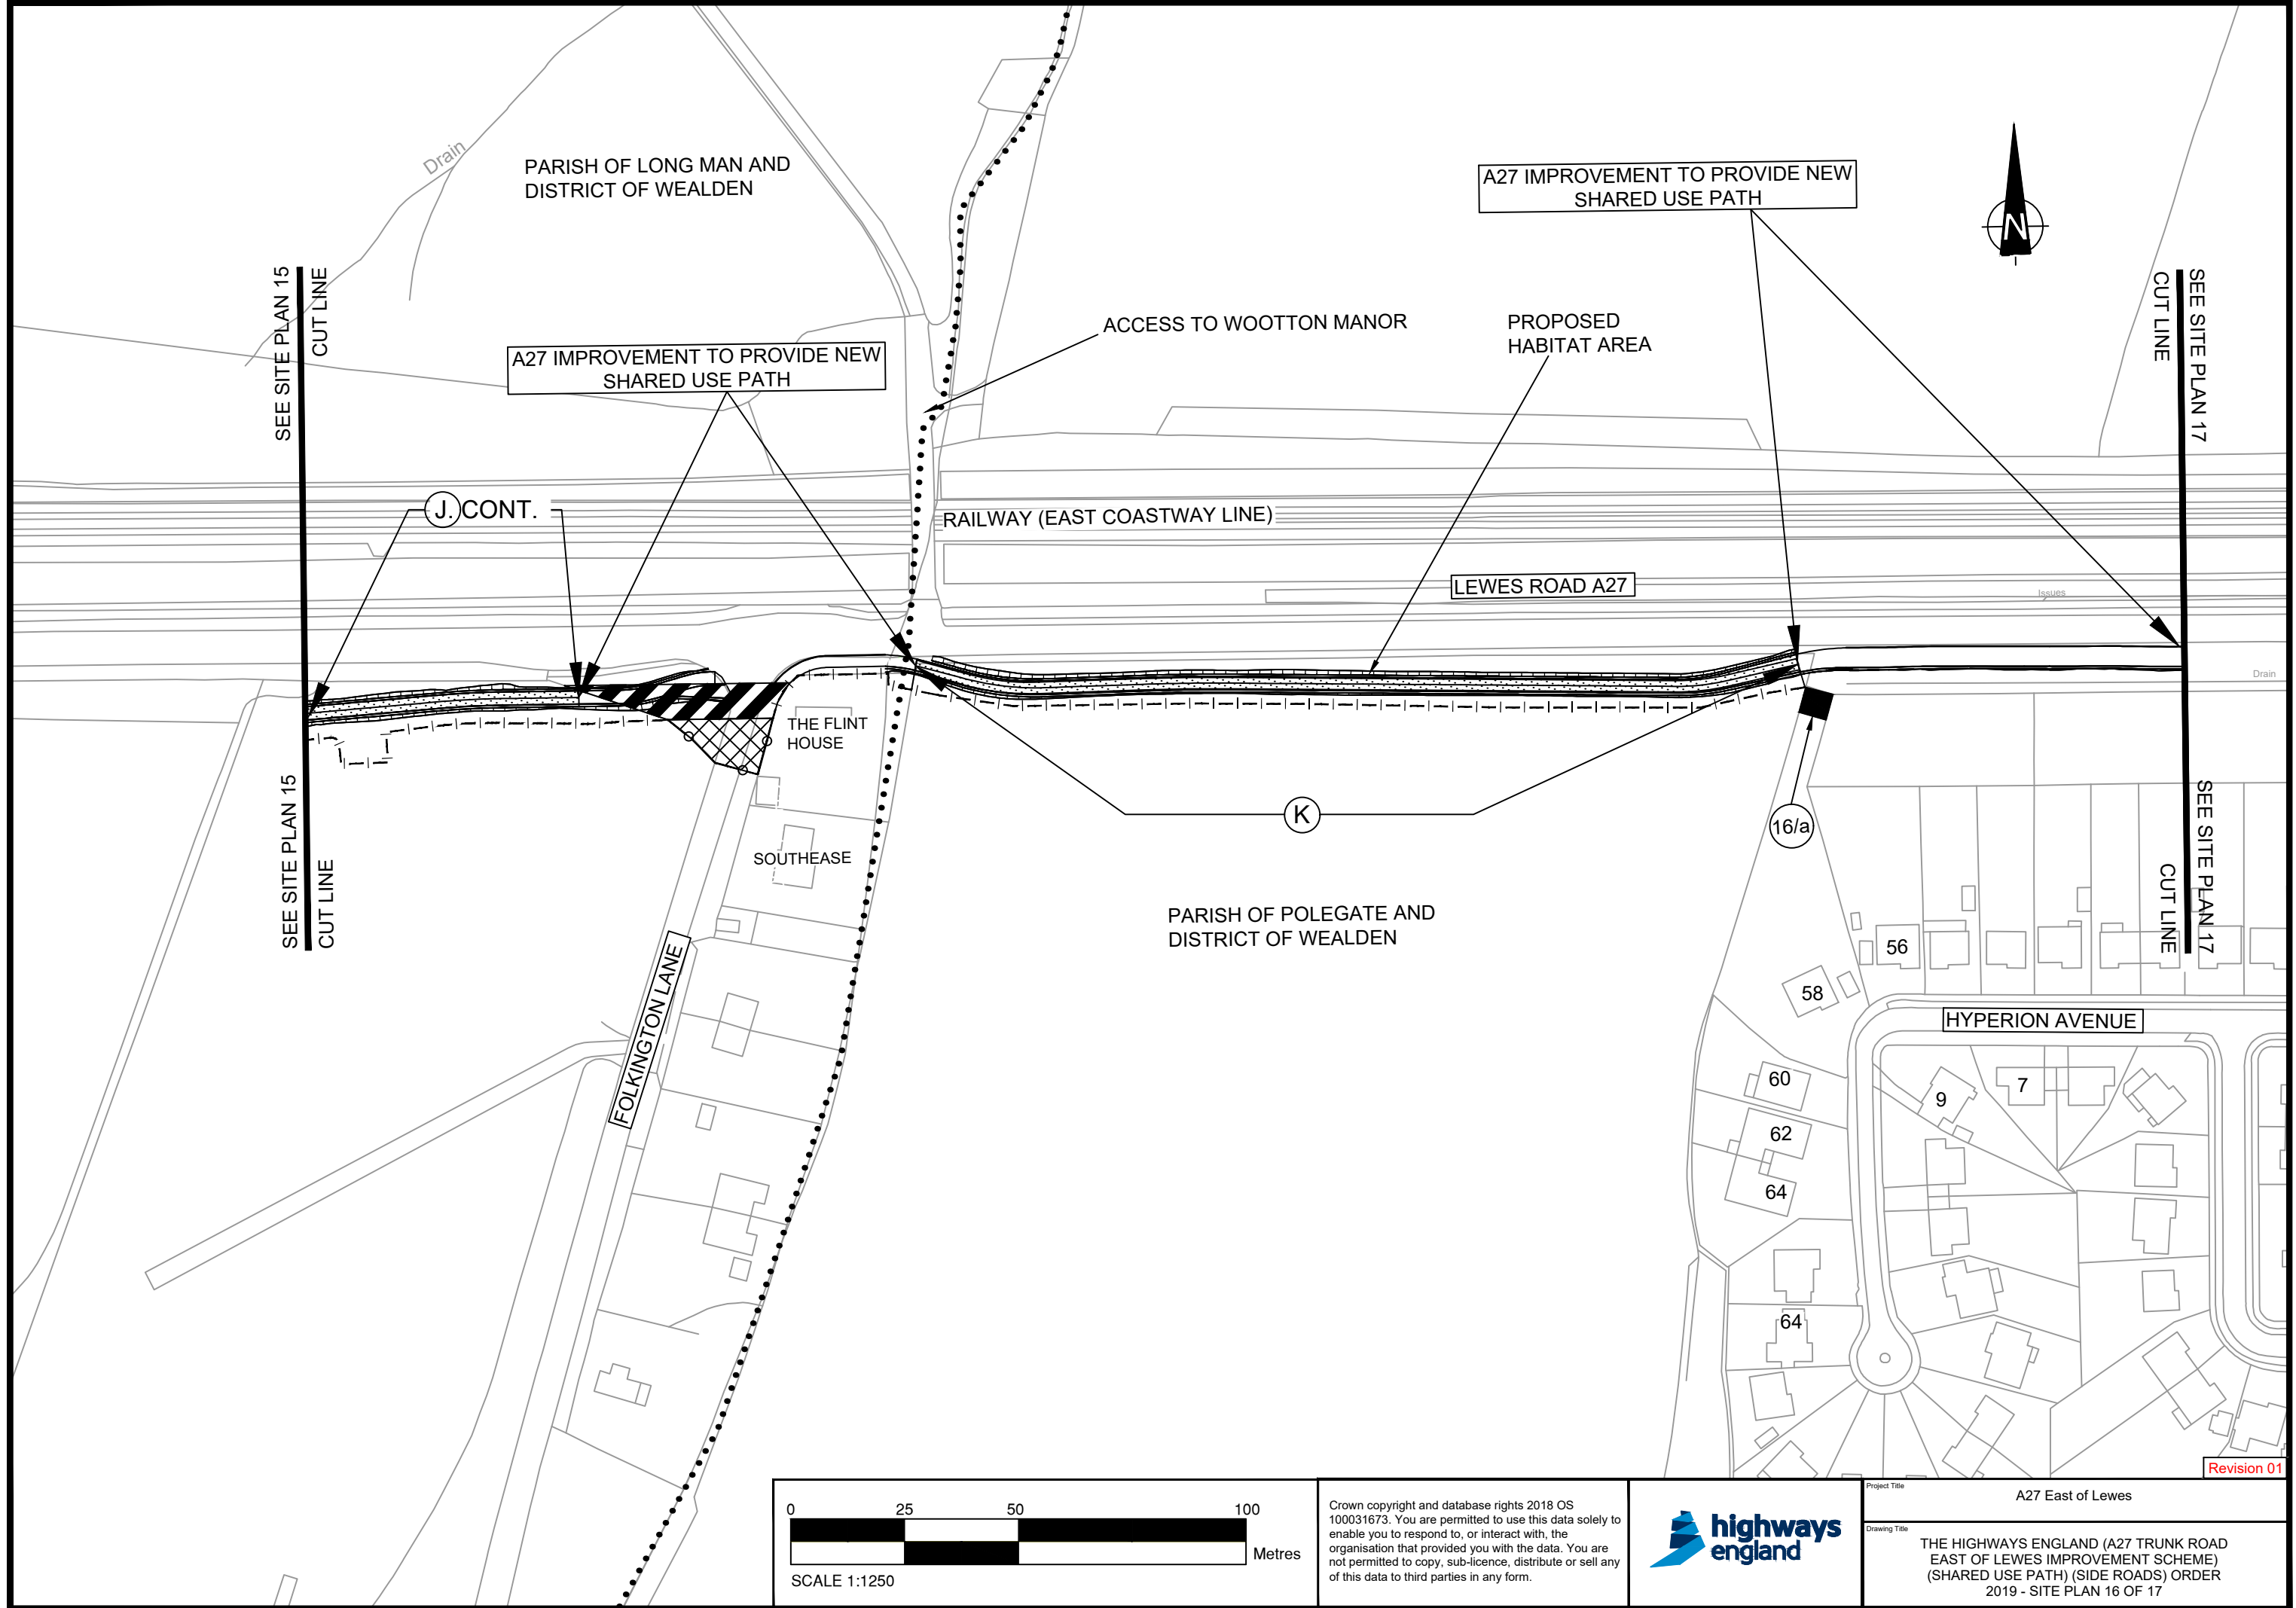 Drain
PARISH OF LONG MAN AND
DISTRICT OF WEALDEN
A27 IMPROVEMENT TO PROVIDE NEW
SHARED USE PATH
N
SEE SITE PLAN 15
CUT LINE
SEE SITE PLAN 17
CUT LINE
ACCESS TO WOOTTON MANOR
PROPOSED
HABITAT AREA
A27 IMPROVEMENT TO PROVIDE NEW
SHARED USE PATH
J. CONT.
RAILWAY (EAST COASTWAY LINE)
LEWES ROAD A27
Issues
Drain
THE FLINT
HOUSE
K
16/a
SEE SITE PLAN 15
CUT LINE
SEE SITE PLAN 17
CUT LINE
SOUTHEASE
PARISH OF POLEGATE AND
DISTRICT OF WEALDEN
56
58
FOLKINGTON LANE
HYPERION AVENUE
60
9
7
62
64
64
Revision 01
0 25 50 100
Metres
SCALE 1:1250
Crown copyright and database rights 2018 OS
100031673. You are permitted to use this data solely to
enable you to respond to, or interact with, the
organisation that provided you with the data. You are
not permitted to copy, sub-licence, distribute or sell any
of this data to third parties in any form.
highways
england
Project Title
A27 East of Lewes
Drawing Title
THE HIGHWAYS ENGLAND (A27 TRUNK ROAD
EAST OF LEWES IMPROVEMENT SCHEME)
(SHARED USE PATH) (SIDE ROADS) ORDER
2019 - SITE PLAN 16 OF 17